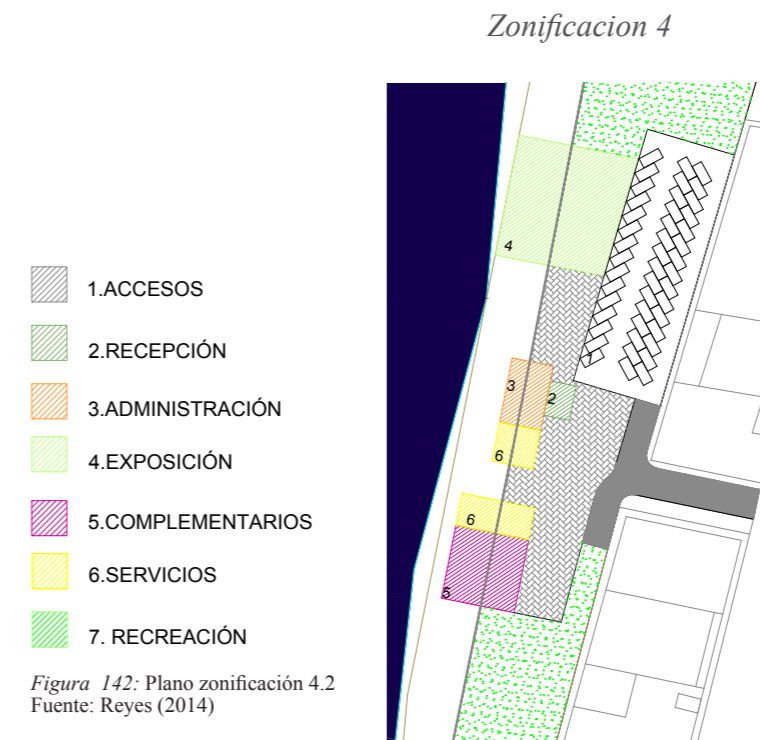 Zonificacion 4
4
1
3
2
6
6
5
1.ACCESOS
2.RECEPCIÓN
3.ADMINISTRACIÓN
4.EXPOSICIÓN
5.COMPLEMENTARIOS
6.SERVICIOS
7. RECREACIÓN
Figura 142: Plano zonificación 4.2
Fuente: Reyes (2014)